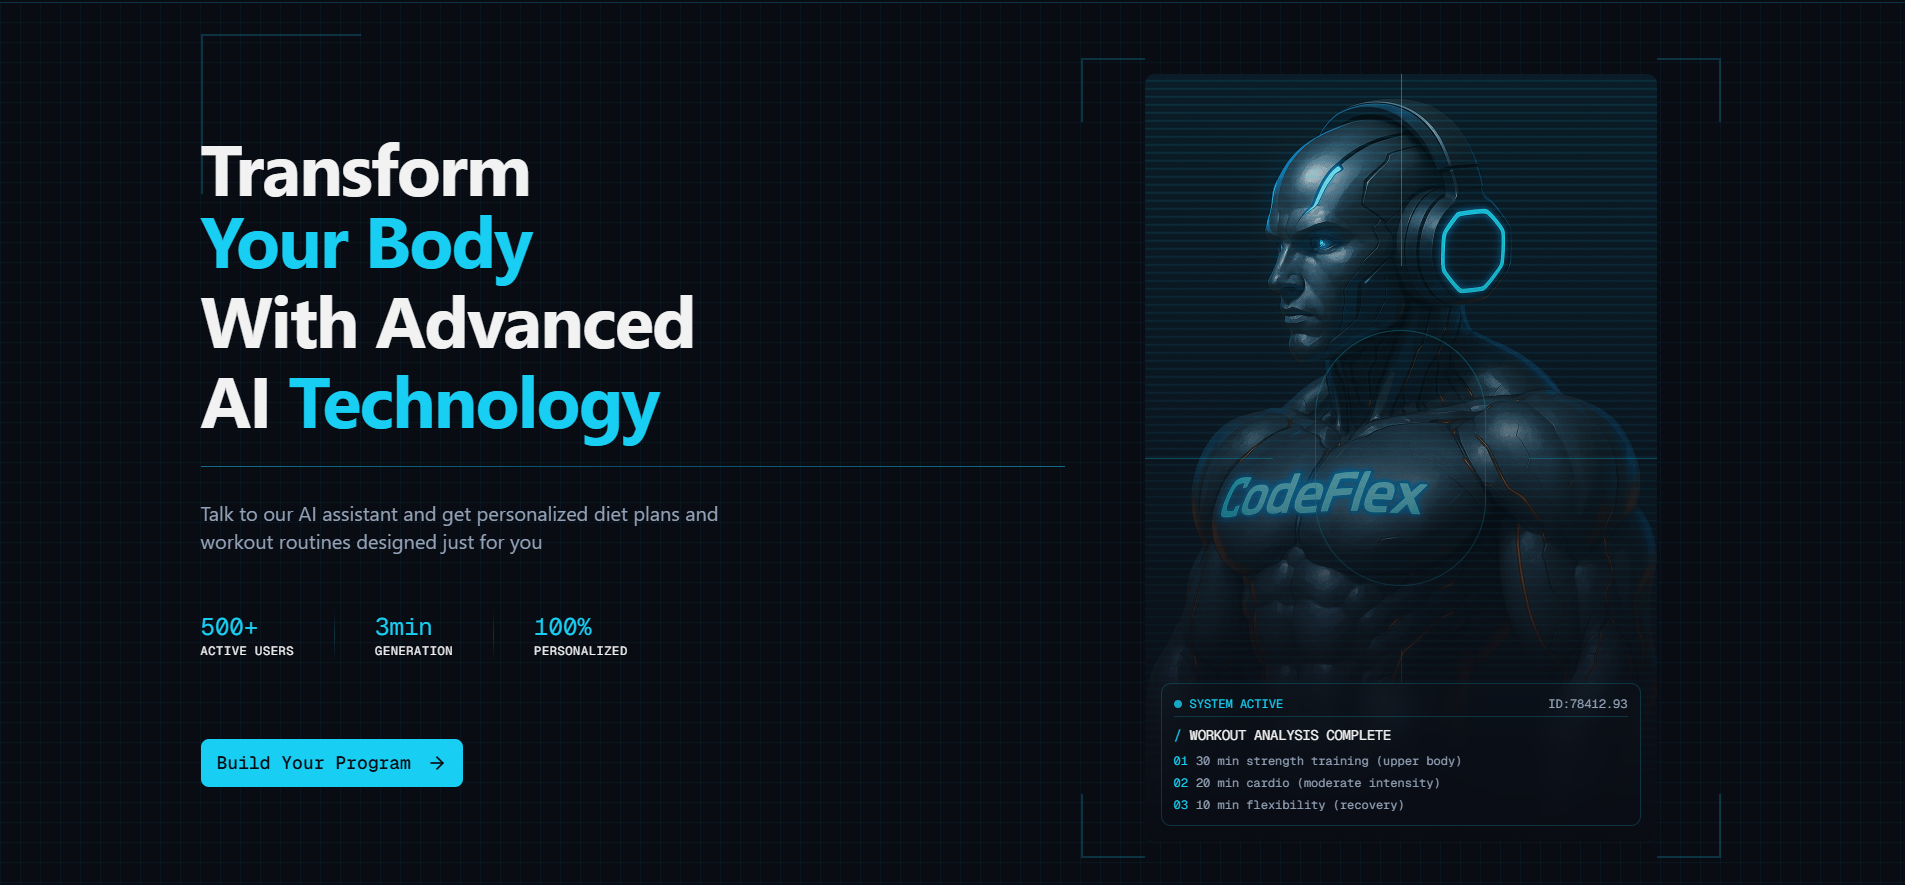 Transform
Your Body
With Advanced
AI Technology
Talk to our AI assistant and get personalized diet plans and
workout routines designed just for you
500+
ACTIVE USERS
3min
GENERATION
100%
PERSONALIZED
Build Your Program →
CodeFlex
SYSTEM ACTIVE
ID:78412.93
/ WORKOUT ANALYSIS COMPLETE
01 30 min strength training (upper body)
02 20 min cardio (moderate intensity)
03 10 min flexibility (recovery)